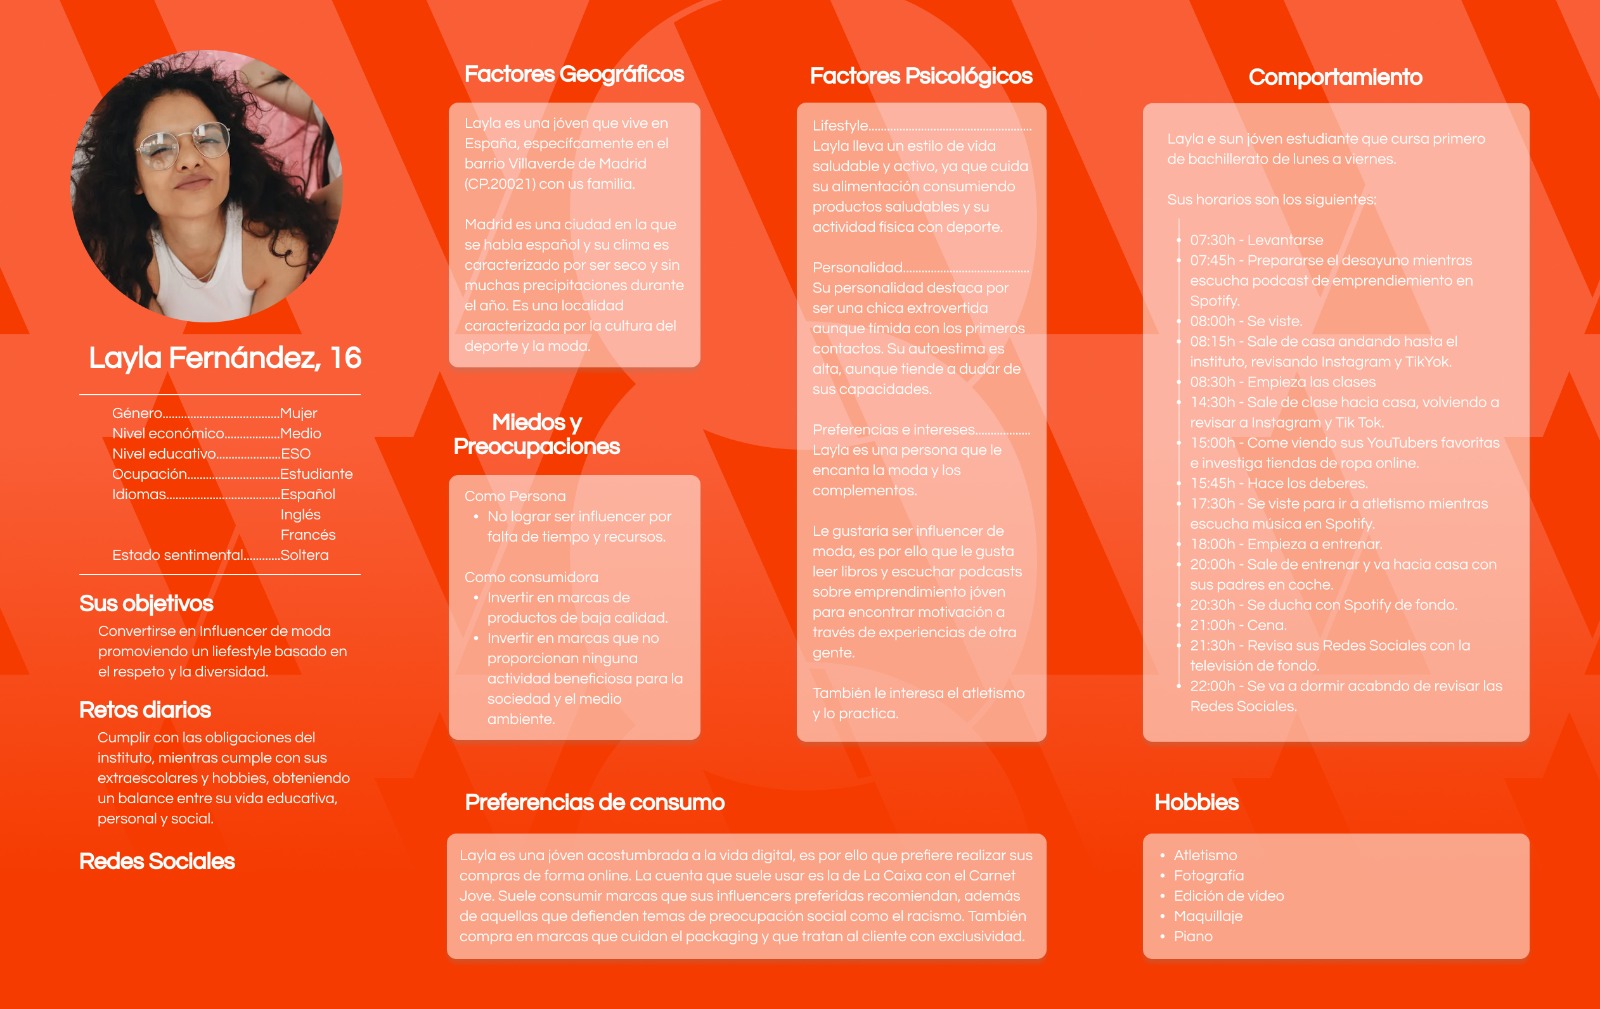 Layla Fernández, 16
Género......................................Mujer
Nivel económico..................Medio
Nivel educativo.....................ESO
Ocupación..............................Estudiante
Idiomas.....................................Español
Inglés
Francés
Estado sentimental............Soltera
Sus objetivos
Convertirse en Influencer de moda
promoviendo un liefestyle basado en
el respeto y la diversidad.
Retos diarios
Cumplir con las obligaciones del
instituto, mientras cumple con sus
extraescolares y hobbies, obteniendo
un balance entre su vida educativa,
personal y social.
Redes Sociales
Factores Geográficos
Layla es una jóven que vive en
España, especifcamente en el
barrio Villaverde de Madrid
(CP.20021) con us familia.
Madrid es una ciudad en la que
se habla español y su clima es
caracterizado por ser seco y sin
muchas precipitaciones durante
el año. Es una localidad
caracterizada por la cultura del
deporte y la moda.
Miedos y
Preocupaciones
Como Persona
• No lograr ser influencer por
falta de tiempo y recursos.
Como consumidora
• Invertir en marcas de
productos de baja calidad.
• Invertir en marcas que no
proporcionan ninguna
actividad beneficiosa para la
sociedad y el medio
ambiente.
Factores Psicológicos
Lifestyle.....................................................
Layla lleva un estilo de vida
saludable y activo, ya que cuida
su alimentación consumiendo
productos saludables y su
actividad física con deporte.
Personalidad.........................................
Su personalidad destaca por
ser una chica extrovertida
aunque tímida con los primeros
contactos. Su autoestima es
alta, aunque tiende a dudar de
sus capacidades.
Preferencias e intereses..................
Layla es una persona que le
encanta la moda y los
complementos.
Le gustaría ser influencer de
moda, es por ello que le gusta
leer libros y escuchar podcasts
sobre emprendimiento jóven
para encontrar motivación a
través de experiencias de otra
gente.
También le interesa el atletismo
y lo practica.
Comportamiento
Layla e sun jóven estudiante que cursa primero
de bachillerato de lunes a viernes.
Sus horarios son los siguientes:
• 07:30h - Levantarse
• 07:45h - Prepararse el desayuno mientras
escucha podcast de emprendiemiento en
Spotify.
• 08:00h - Se viste.
• 08:15h - Sale de casa andando hasta el
instituto, revisando Instagram y TikYok.
• 08:30h - Empieza las clases
• 14:30h - Sale de clase hacia casa, volviendo a
revisar a Instagram y Tik Tok.
• 15:00h - Come viendo sus YouTubers favoritas
e investiga tiendas de ropa online.
• 15:45h - Hace los deberes.
• 17:30h - Se viste para ir a atletismo mientras
escucha música en Spotify.
• 18:00h - Empieza a entrenar.
• 20:00h - Sale de entrenar y va hacia casa con
sus padres en coche.
• 20:30h - Se ducha con Spotify de fondo.
• 21:00h - Cena.
• 21:30h - Revisa sus Redes Sociales con la
televisión de fondo.
• 22:00h - Se va a dormir acabndo de revisar las
Redes Sociales.
Preferencias de consumo
Layla es una jóven acostumbrada a la vida digital, es por ello que prefiere realizar sus
compras de forma online. La cuenta que suele usar es la de La Caixa con el Carnet
Jove. Suele consumir marcas que sus influencers preferidas recomiendan, además
de aquellas que defienden temas de preocupación social como el racismo. También
compra en marcas que cuidan el packaging y que tratan al cliente con exclusividad.
Hobbies
• Atletismo
• Fotografía
• Edición de video
• Maquillaje
• Piano